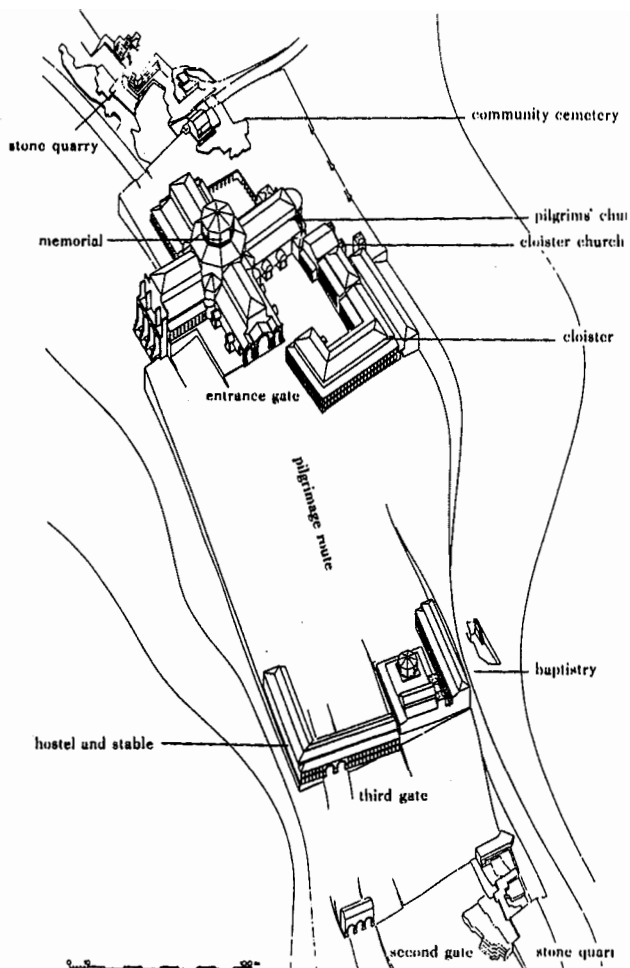 community cemetery
stone quarry
pilgrims' chu
memorial
cloister church
cloister
entrance gate
pilgrimage route
baptistry
hostel and stable
third gate
second gate
stone quarr